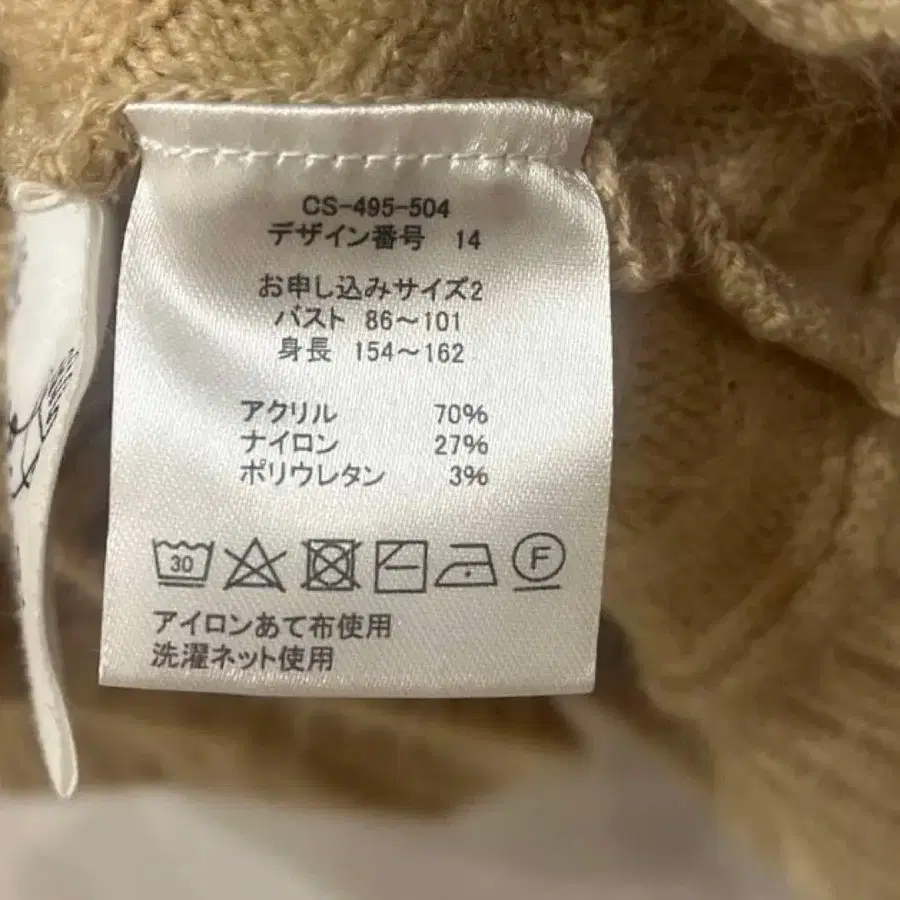 CS-495-504
デザイン番号 14
お申し込みサイズ2
バスト 86～101
身長 154～162
アクリル 70%
ナイロン 27%
ポリウレタン 3%
30 F
アイロンあて布使用
洗濯ネット使用